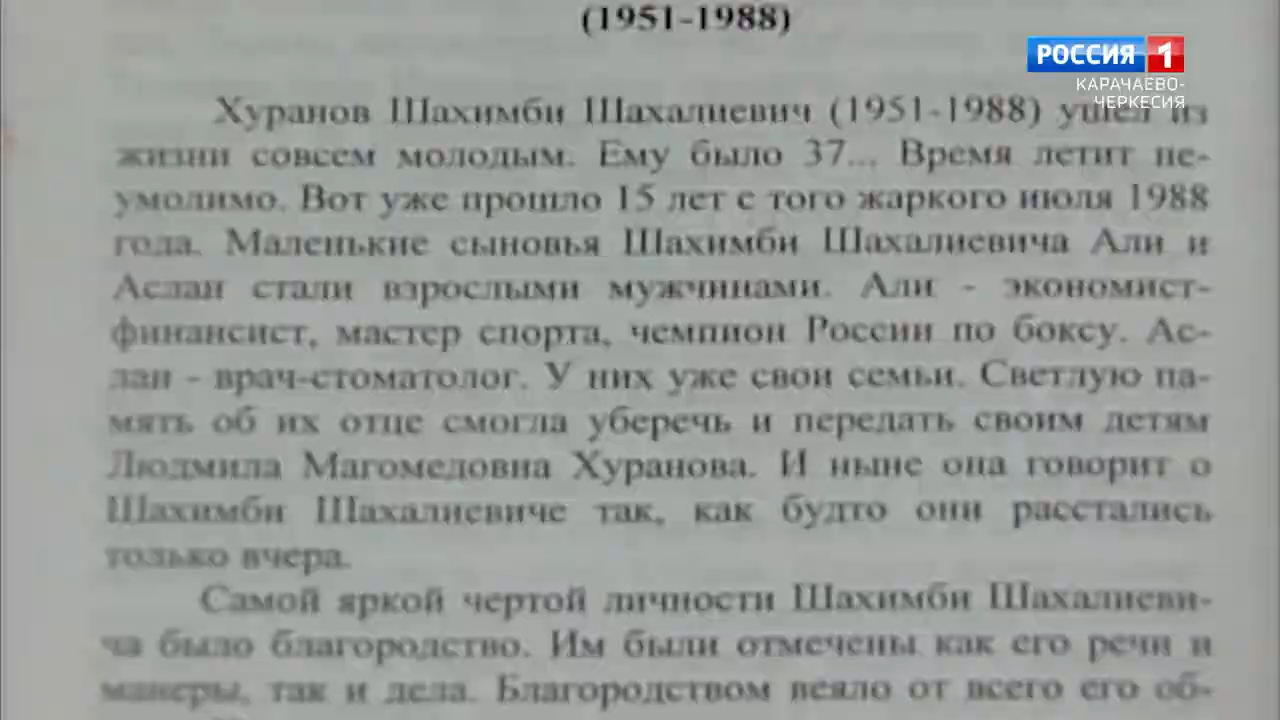 (1951-1988)
РОССИЯ 1
КАРАЧАЕВО-
ЧЕРКЕСИЯ
Хуранов Шахимби Шахалиевич (1951-1988) ушел из
жизни совсем молодым. Ему было 37... Время летит не-
умолимо. Вот уже прошло 15 лет с того жаркого июля 1988
года. Маленькие сыновья Шахимби Шахалиевича Али и
Аслан стали взрослыми мужчинами. Али - экономист-
финансист, мастер спорта, чемпион России по боксу. Ас-
лан - врач-стоматолог. У них уже свои семьи. Светлую па-
мять об их отце смогла уберечь и передать своим детям
Людмила Магомедовна Хуранова. И ныне она говорит о
Шахимби Шахалиевиче так, как будто они расстались
только вчера.
Самой яркой чертой личности Шахимби Шахалиеви-
ча было благородство. Им были отмечены как его речи и
манеры, так и дела. Благородством веяло от всего его об-